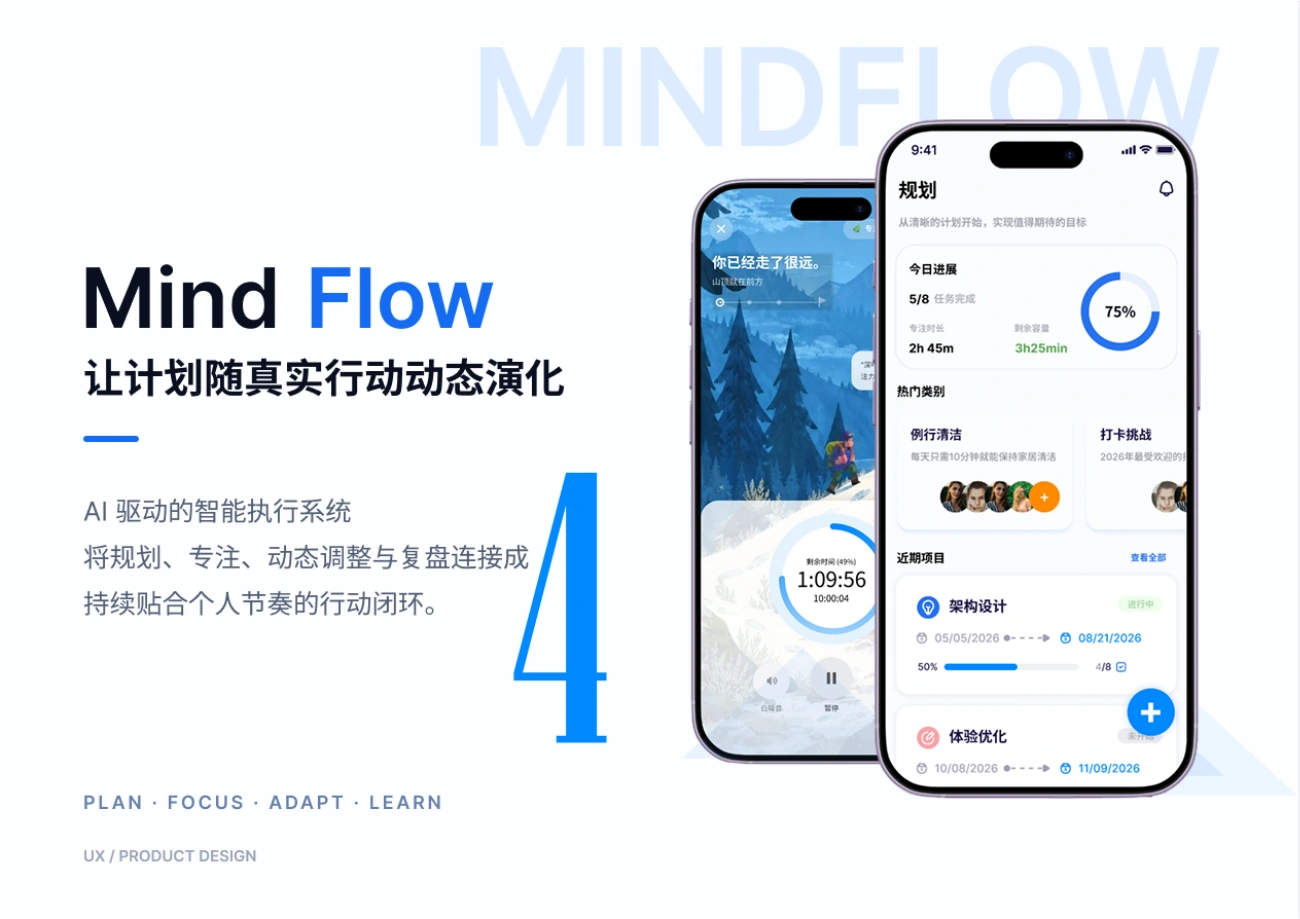 MINDFLOW
Mind Flow
让计划随真实行动动态演化
AI 驱动的智能执行系统
将规划、专注、动态调整与复盘连接成
持续贴合个人节奏的行动闭环。
4
PLAN · FOCUS · ADAPT · LEARN
UX / PRODUCT DESIGN
你已经走了很远。
山顶就在前方
剩余时间 (49%)
1:09:56
10:00:04
白噪音
暂停
9:41
规划
从清晰的计划开始，实现值得期待的目标
今日进展
5/8 任务完成
75%
专注时长
剩余容量
2h 45m
3h25min
热门类别
例行清洁
每天只需10分钟就能保持家居清洁
打卡挑战
2026年最受欢迎的
近期项目
查看全部
架构设计
进行中
05/05/2026
08/21/2026
50%
4/8
体验优化
10/08/2026
11/09/2026